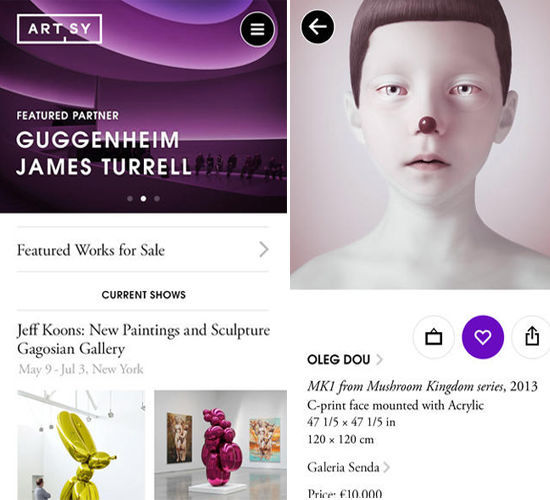 ART SY
FEATURED PARTNER
GUGGENHEIM
JAMES TURRELL
Featured Works for Sale
CURRENT SHOWS
Jeff Koons: New Paintings and Sculpture
Gagosian Gallery
May 9 - Jul 3, New York
OLEG DOU
MK1 from Mushroom Kingdom series, 2013
C-print face mounted with Acrylic
47 1/5 × 47 1/5 in
120 × 120 cm
Galeria Senda
Price: €10,000